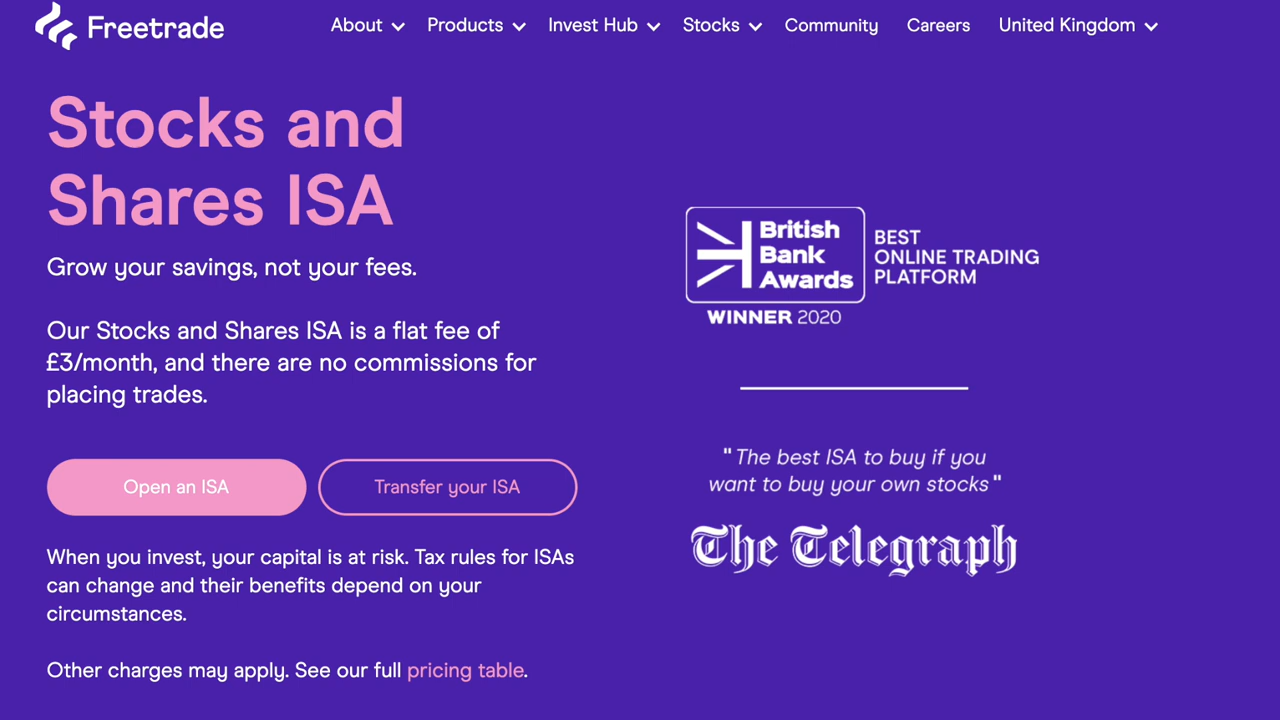 Freetrade
About
Products
Invest Hub
Stocks
Community
Careers
United Kingdom
Stocks and
Shares ISA
Grow your savings, not your fees.
Our Stocks and Shares ISA is a flat fee of
£3/month, and there are no commissions for
placing trades.
Open an ISA
Transfer your ISA
When you invest, your capital is at risk. Tax rules for ISAs
can change and their benefits depend on your
circumstances.
Other charges may apply. See our full pricing table.
British
Bank
Awards
WINNER 2020
BEST
ONLINE TRADING
PLATFORM
"The best ISA to buy if you
want to buy your own stocks"
The Telegraph